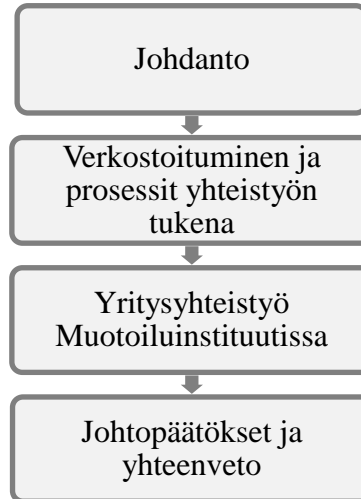 Johdanto
Verkostoituminen ja
prosessit yhteistyön
tukena
Yritysyhteistyö
Muotoiluinstituutissa
Johtopäätökset ja
yhteenveto